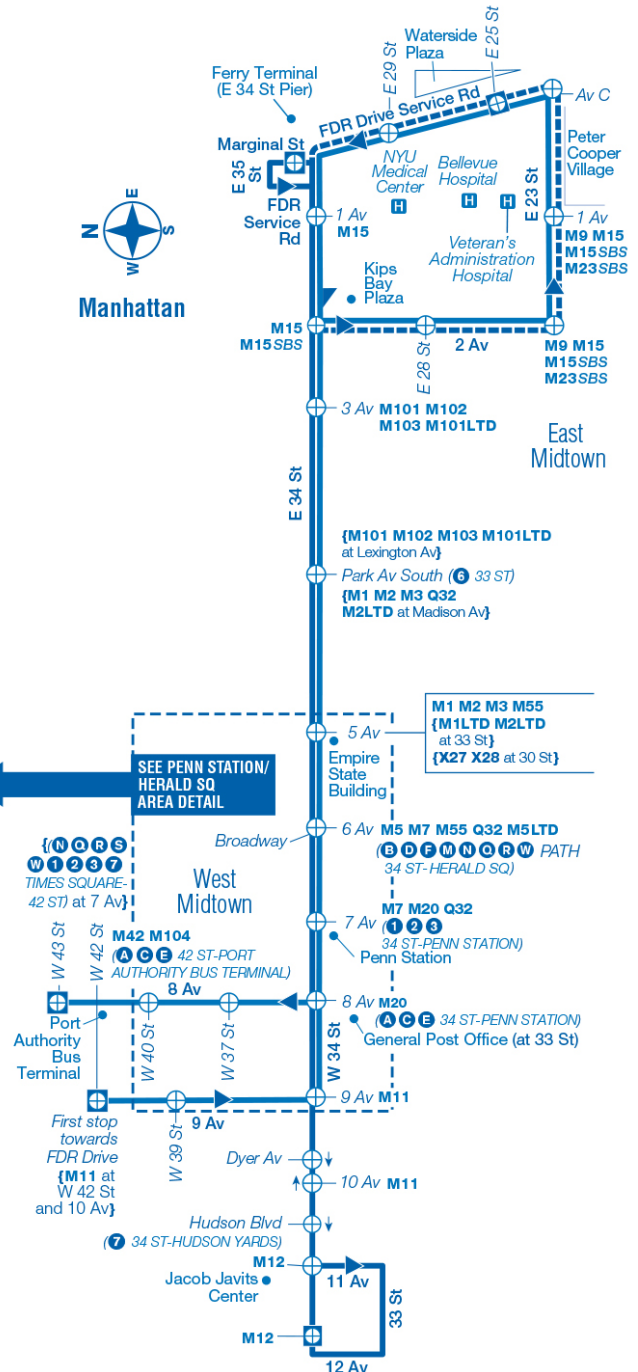 Waterside
Plaza
E 29 St
E 25 St
Ferry Terminal
(E 34 St Pier)
FDR Drive Service Rd
Av C
Marginal St
E 35
St
NYU
Medical
Center
H
Bellevue
Hospital
H
H
E 23 St
Peter
Cooper
Village
FDR
Service
Rd
1 Av
M15
Veteran's
Administration
Hospital
1 Av
M9 M15
M15SBS
M23SBS
N
E
S
W
Manhattan
Kips
Bay
Plaza
M15
M15SBS
E 28 St
2 Av
M9 M15
M15SBS
M23SBS
3 Av M101 M102
M103 M101LTD
East
Midtown
E 34 St
{M101 M102 M103 M101LTD
at Lexington Av}
Park Av South (6 33 ST)
{M1 M2 M3 Q32
M2LTD at Madison Av}
M1 M2 M3 M55
{M1LTD M2LTD
at 33 St}
{X27 X28 at 30 St}
5 Av
Empire
State
Building
SEE PENN STATION/
HERALD SQ
AREA DETAIL
Broadway
6 Av M5 M7 M55 Q32 M5LTD
(B D F M N Q R W PATH
34 ST-HERALD SQ)
{(N Q R S
W 1 2 3 7
TIMES SQUARE-
42 ST) at 7 Av}
West
Midtown
7 Av M7 M20 Q32
(1 2 3
34 ST-PENN STATION)
Penn Station
W 43 St
W 42 St
M42 M104
(A C E 42 ST-PORT
AUTHORITY BUS TERMINAL)
8 Av
8 Av M20
(A C E 34 ST-PENN STATION)
General Post Office (at 33 St)
Port
Authority
Bus
Terminal
W 40 St
W 37 St
W 34 St
9 Av M11
First stop
towards
FDR Drive
{M11 at
W 42 St
and 10 Av}
W 39 St
9 Av
Dyer Av
10 Av M11
Hudson Blvd
(7 34 ST-HUDSON YARDS)
M12
11 Av
Jacob Javits
Center
33 St
M12
12 Av